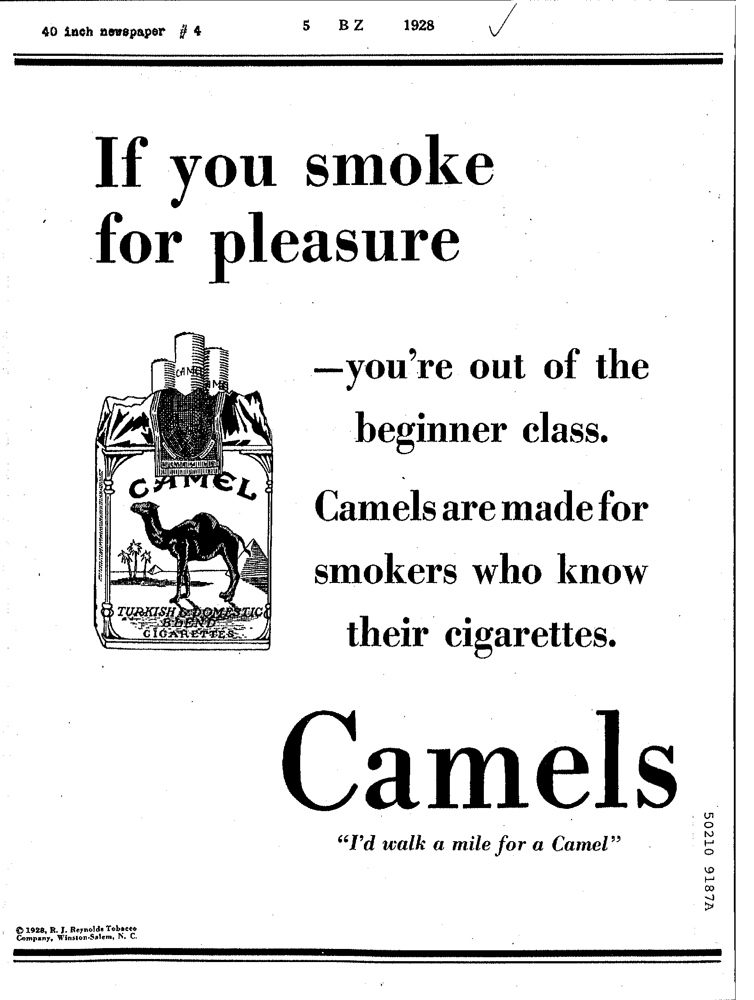 40 inch newspaper # 4
5 BZ 1928
If you smoke
for pleasure
—you're out of the
beginner class.
Camels are made for
smokers who know
their cigarettes.
CAMEL
CAMEL
TURKISH & DOMESTIC
BLEND
CIGARETTES
Camels
"I'd walk a mile for a Camel"
50210 9187A
© 1928, R. J. Reynolds Tobacco
Company, Winston-Salem, N. C.